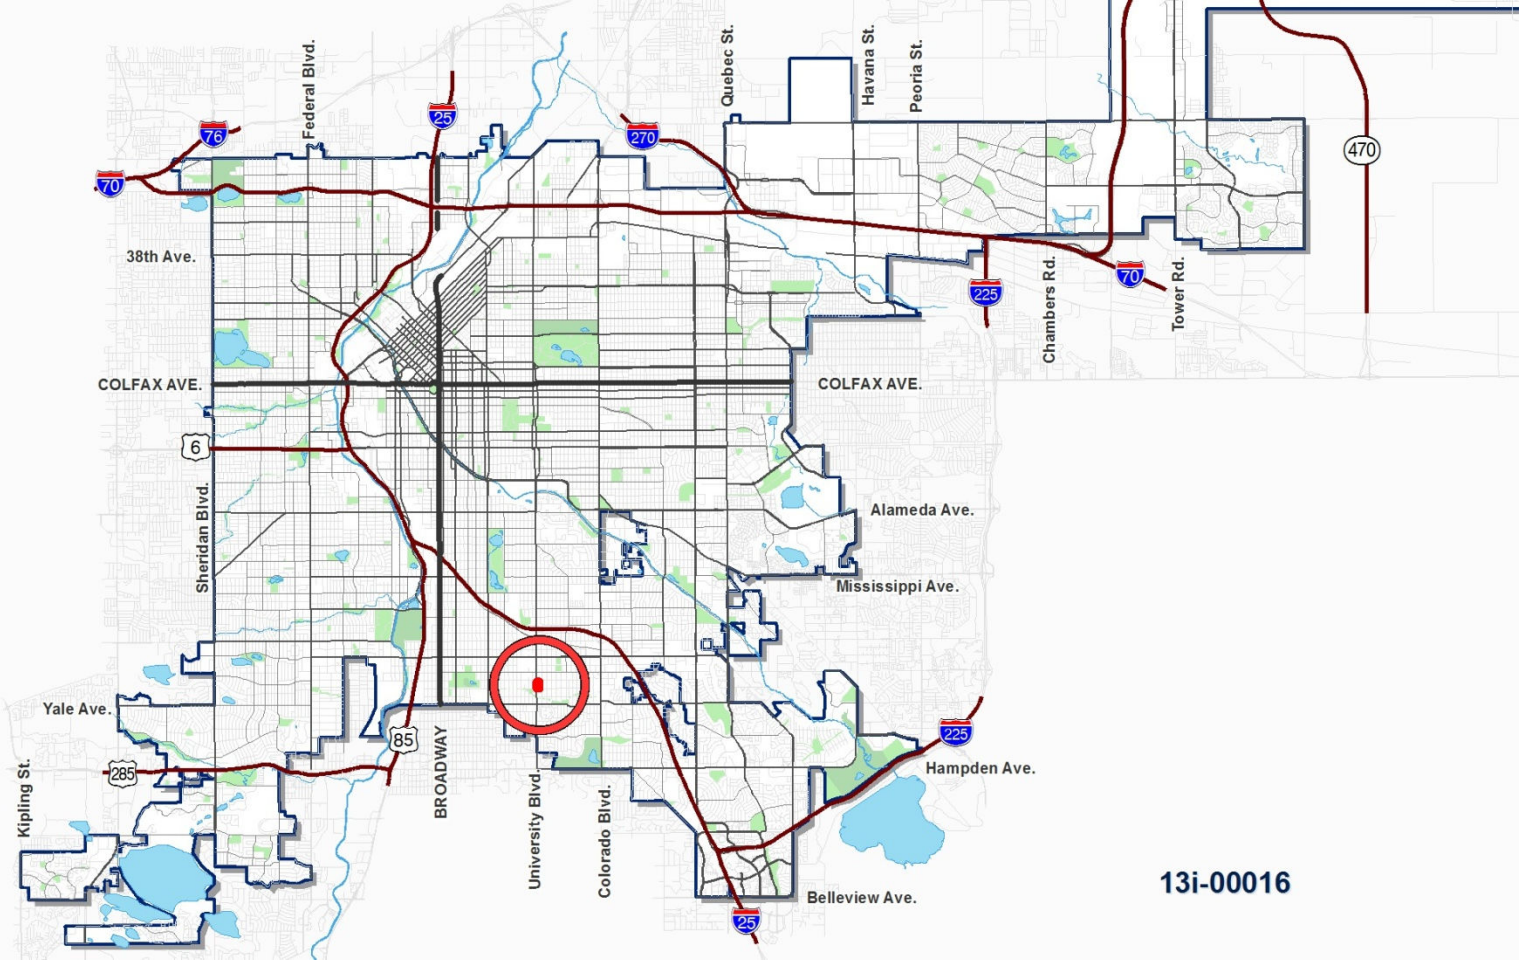 Federal Blvd.
Quebec St.
Havana St.
Peoria St.
25
76
270
470
70
38th Ave.
225
Chambers Rd.
70
Tower Rd.
COLFAX AVE.
COLFAX AVE.
6
Sheridan Blvd.
Alameda Ave.
Mississippi Ave.
Yale Ave.
85
225
285
Kipling St.
BROADWAY
University Blvd.
Colorado Blvd.
Hampden Ave.
13i-00016
Belleview Ave.
25